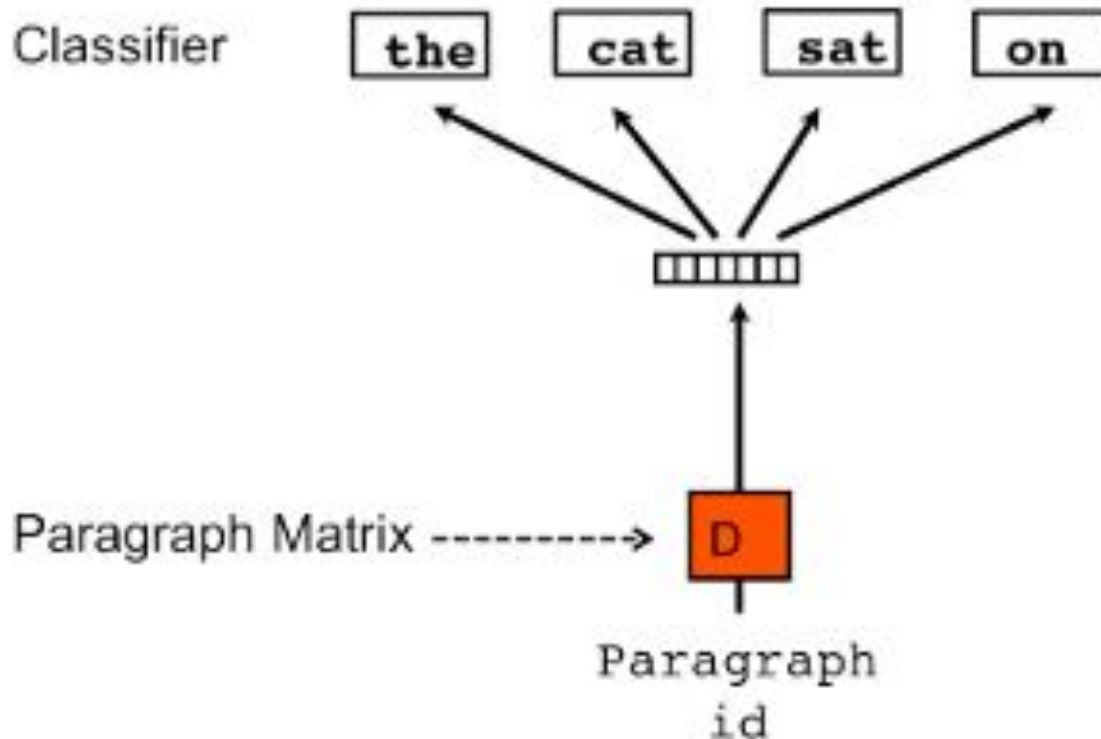 Classifier the cat sat on
Paragraph Matrix D
Paragraph
id